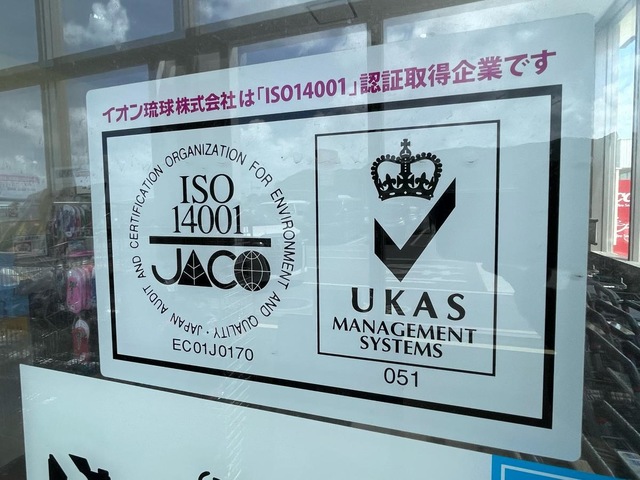 イオン琉球株式会社は「ISO14001」認証取得企業です
JAPAN AUDIT AND CERTIFICATION ORGANIZATION FOR ENVIRONMENT AND QUALITY ·
ISO
14001
JACO
EC01J0170
UKAS
MANAGEMENT
SYSTEMS
051